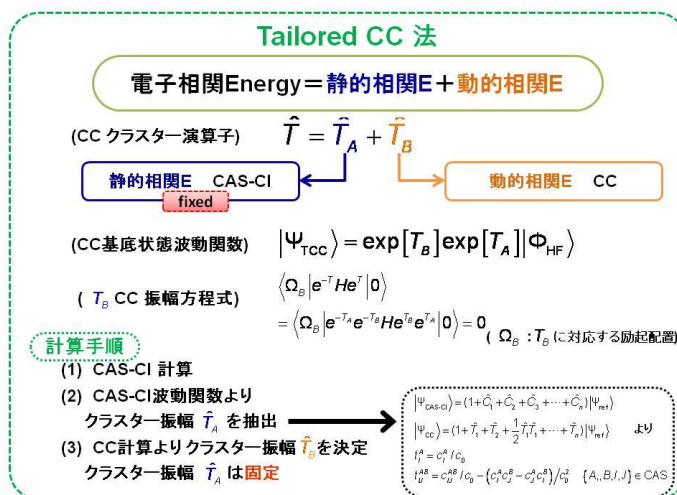 Tailored CC 法
電子相関Energy＝静的相関E＋動的相関E
(CC クラスター演算子) T̂ = T̂_A + T̂_B
静的相関E CAS-CI
fixed
動的相関E CC
(CC基底状態波動関数) |Ψ_TCC⟩ = exp[T_B]exp[T_A]|Φ_HF⟩
( T_B CC 振幅方程式) ⟨Ω_B|e^{-T}He^{T}|0⟩
= ⟨Ω_B|e^{-T_A}e^{-T_B}He^{T_B}e^{T_A}|0⟩ = 0
( Ω_B : T_B に対応する励起配置)
計算手順
(1) CAS-CI 計算
(2) CAS-CI波動関数より
クラスター振幅 T̂_A を抽出
(3) CC計算よりクラスター振幅 T̂_B を決定
クラスター振幅 T̂_A は固定
|Ψ_CAS-CI⟩ = (1+Ĉ_1+Ĉ_2+Ĉ_3+⋯+Ĉ_n)|Ψ_ref⟩
|Ψ_CC⟩ = (1+T̂_1+T̂_2+1/2 T̂_1T̂_1+⋯+T̂_n)|Ψ_ref⟩ より
t_I^A = c_I^A / c_0
t_IJ^AB = c_IJ^AB / c_0 − (c_I^A c_J^B − c_J^A c_I^B)/c_0^2 {A,,B,I,J}∈CAS